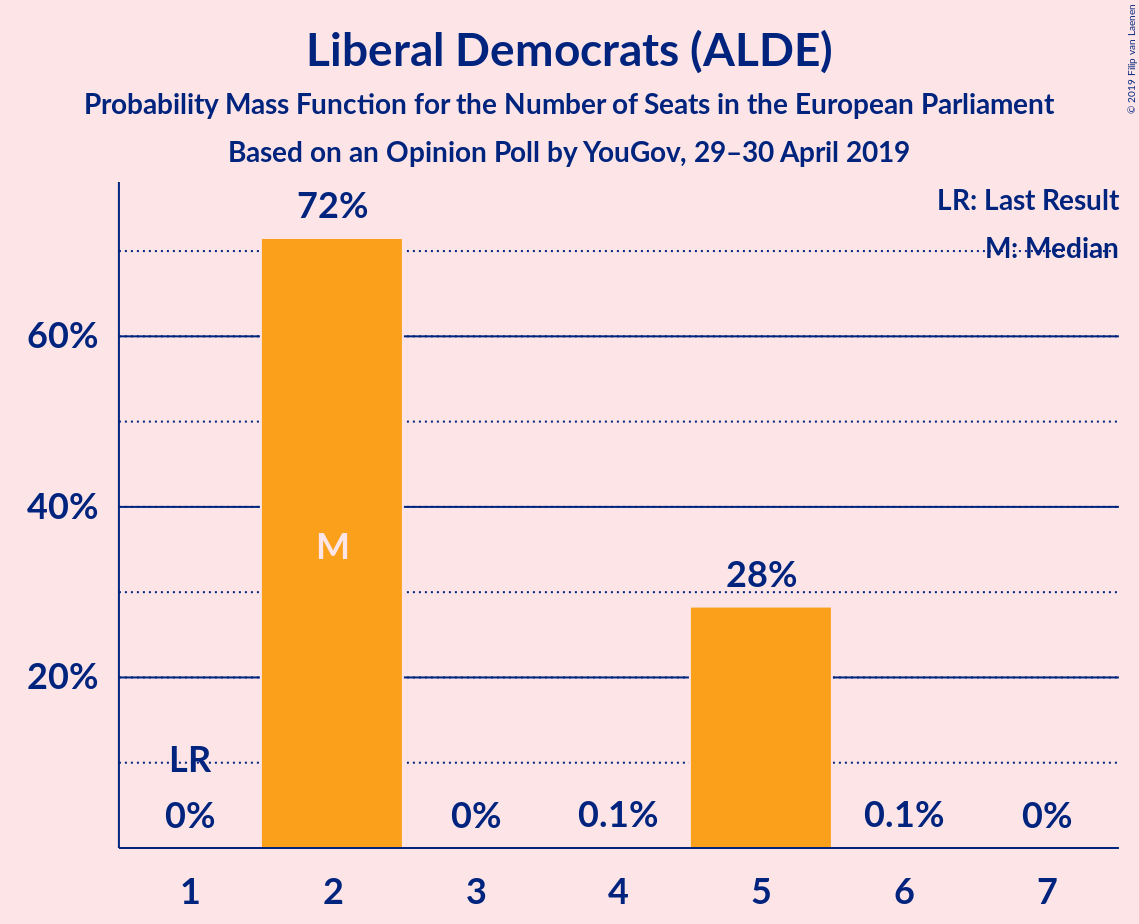 Liberal Democrats (ALDE)
Probability Mass Function for the Number of Seats in the European Parliament
Based on an Opinion Poll by YouGov, 29–30 April 2019
© 2019 Filip van Laenen
LR: Last Result
M: Median
72%
60%
40%
20%
M
28%
LR
0%
0%
0.1%
0.1%
0%
1 2 3 4 5 6 7